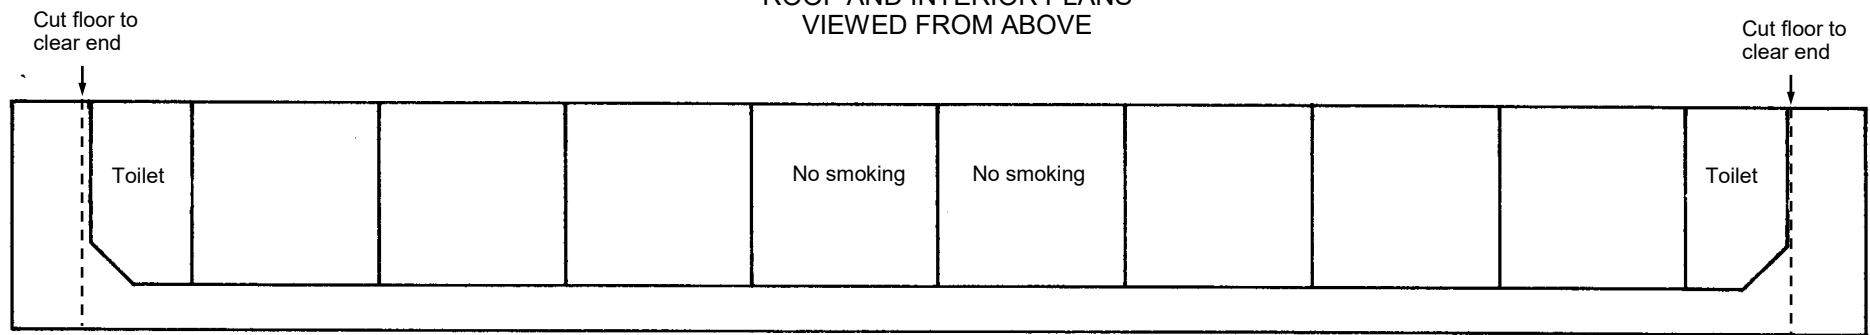 ROOF AND INTERIOR PLANS
VIEWED FROM ABOVE
Cut floor to
clear end
Cut floor to
clear end
Toilet
No smoking
No smoking
Toilet